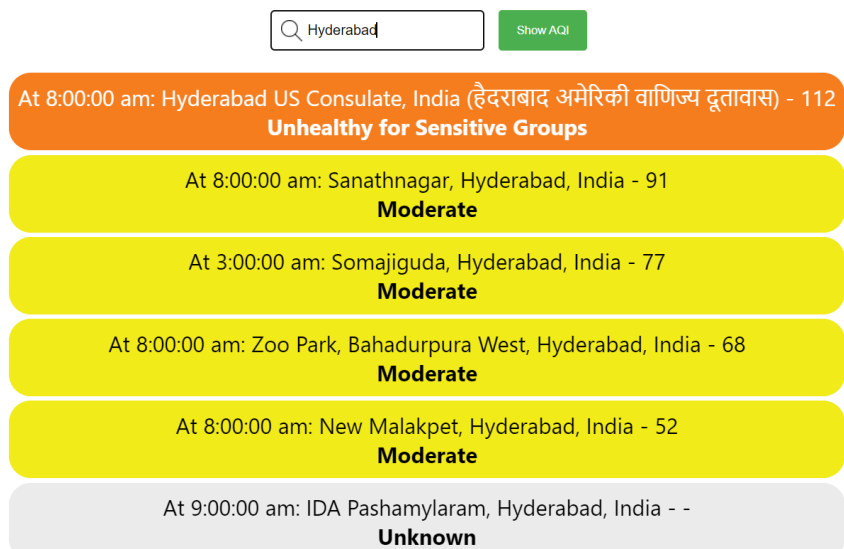 Hyderabad
Show AQI
At 8:00:00 am: Hyderabad US Consulate, India (हैदराबाद अमेरिकी वाणिज्य दूतावास) - 112
Unhealthy for Sensitive Groups
At 8:00:00 am: Sanathnagar, Hyderabad, India - 91
Moderate
At 3:00:00 am: Somajiguda, Hyderabad, India - 77
Moderate
At 8:00:00 am: Zoo Park, Bahadurpura West, Hyderabad, India - 68
Moderate
At 8:00:00 am: New Malakpet, Hyderabad, India - 52
Moderate
At 9:00:00 am: IDA Pashamylaram, Hyderabad, India - -
Unknown